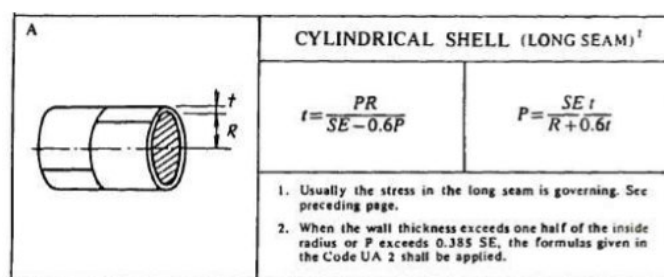 A
CYLINDRICAL SHELL (LONG SEAM)¹
t
R
t = PR / SE − 0.6P
P = SE t / R + 0.6t
1. Usually the stress in the long seam is governing. See
preceding page.
2. When the wall thickness exceeds one half of the inside
radius or P exceeds 0.385 SE, the formulas given in
the Code UA 2 shall be applied.